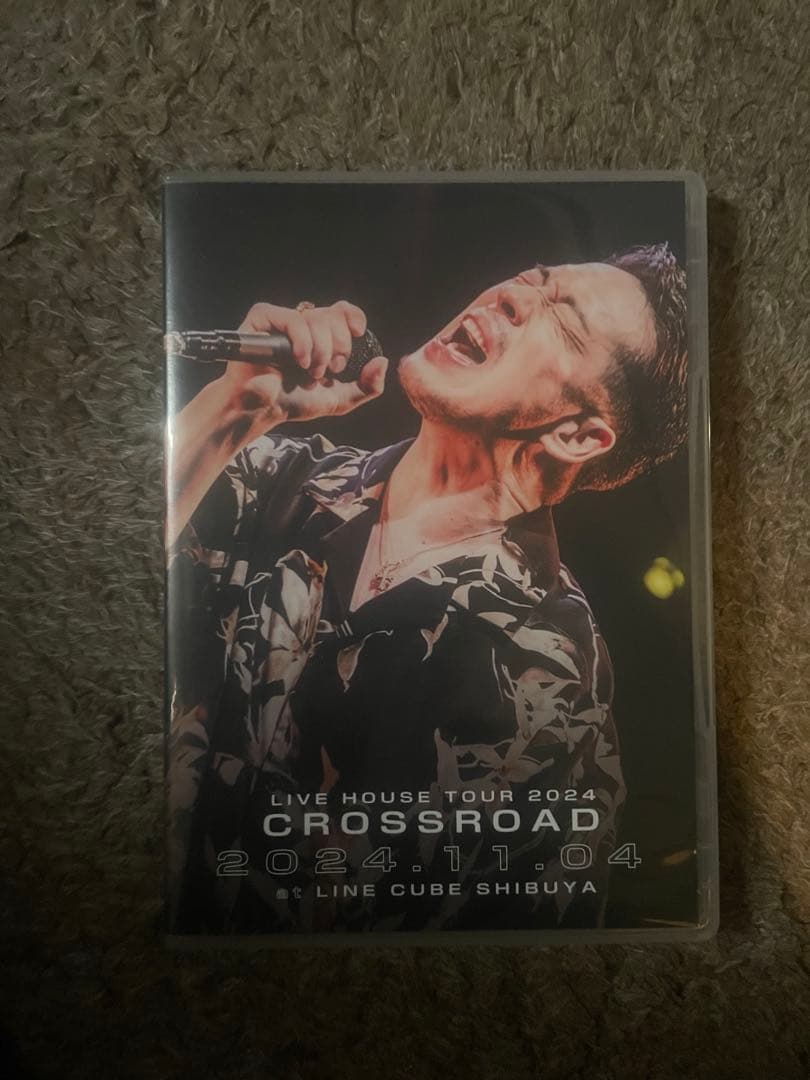 LIVE HOUSE TOUR 2024
CROSSROAD
2024.11.04
at LINE CUBE SHIBUYA